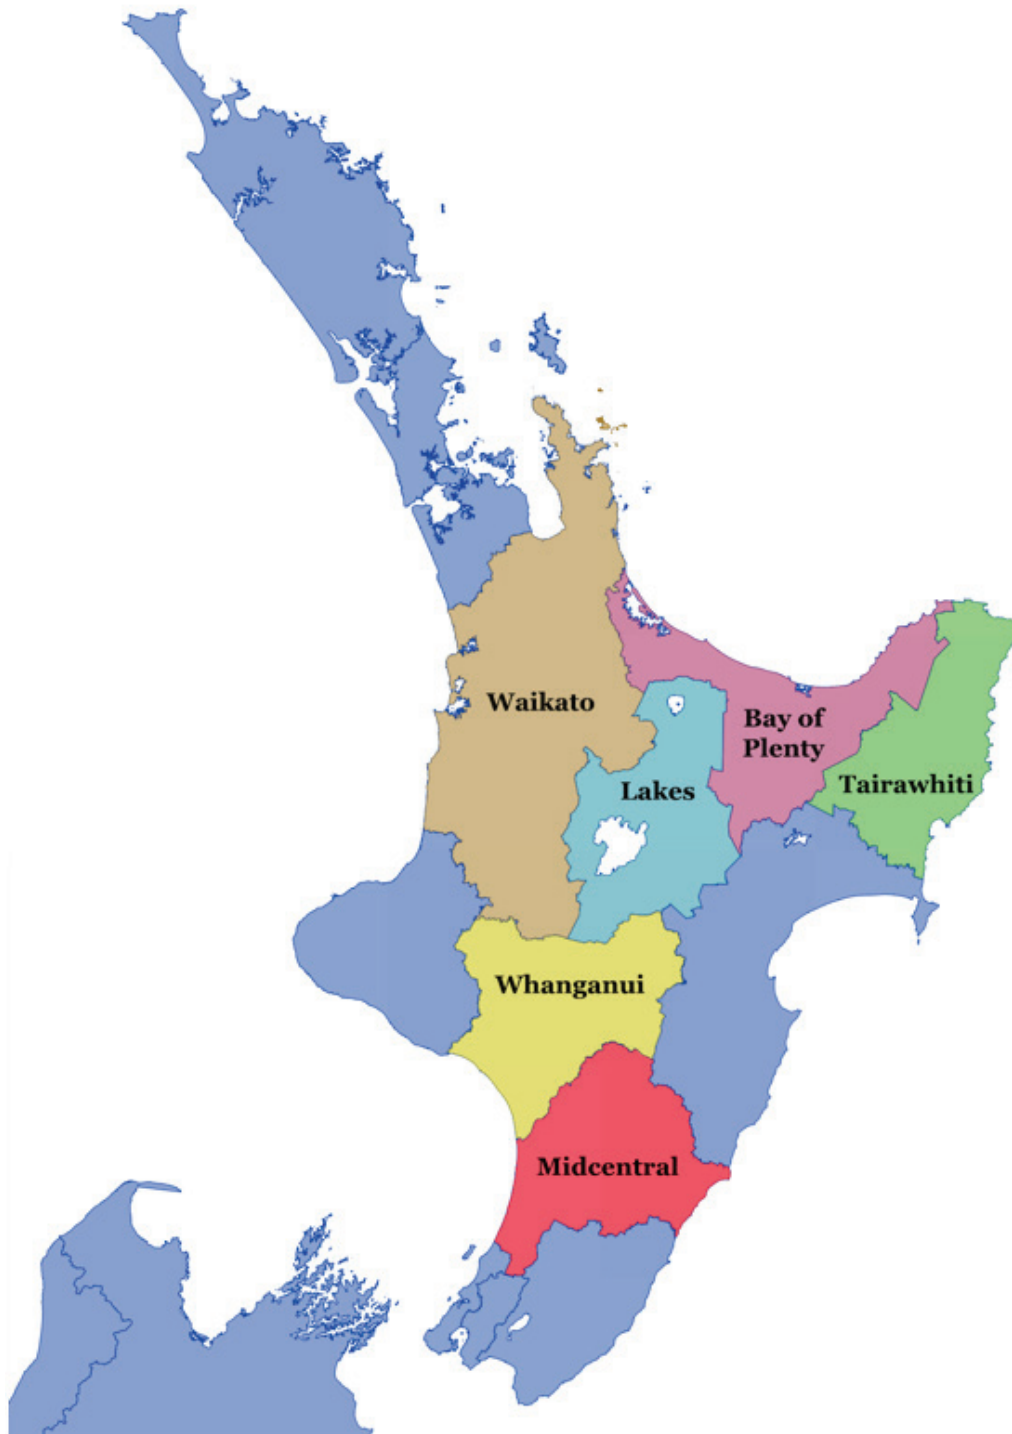 Waikato
Bay of
Plenty
Lakes
Tairawhiti
Whanganui
Midcentral